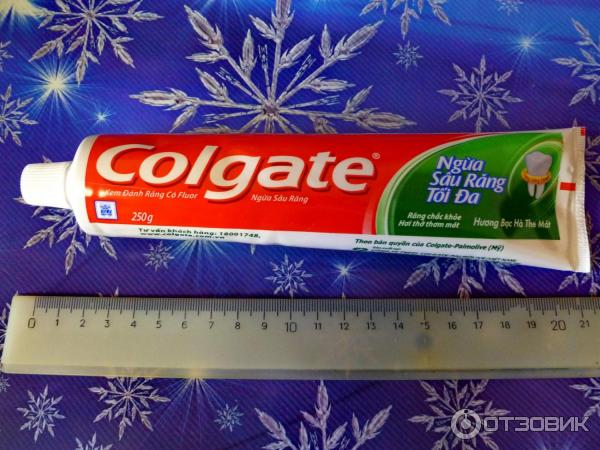 Colgate®
Kem Đánh Răng Có Fluor
Ngừa Sâu Răng
250g
Tư vấn khách hàng: 18001745,
www.colgate.com.vn
Ngừa
Sâu Răng
Tối Đa
Răng chắc khỏe
Hơi thở thơm mát
Hương Bạc Hà The Mát
Theo bản quyền của Colgate-Palmolive (Mỹ)
0 1 2 3 4 5 6 7 8 9 10 11 12 13 14 15 16 17 18 19 20 21
ОТЗОВИК